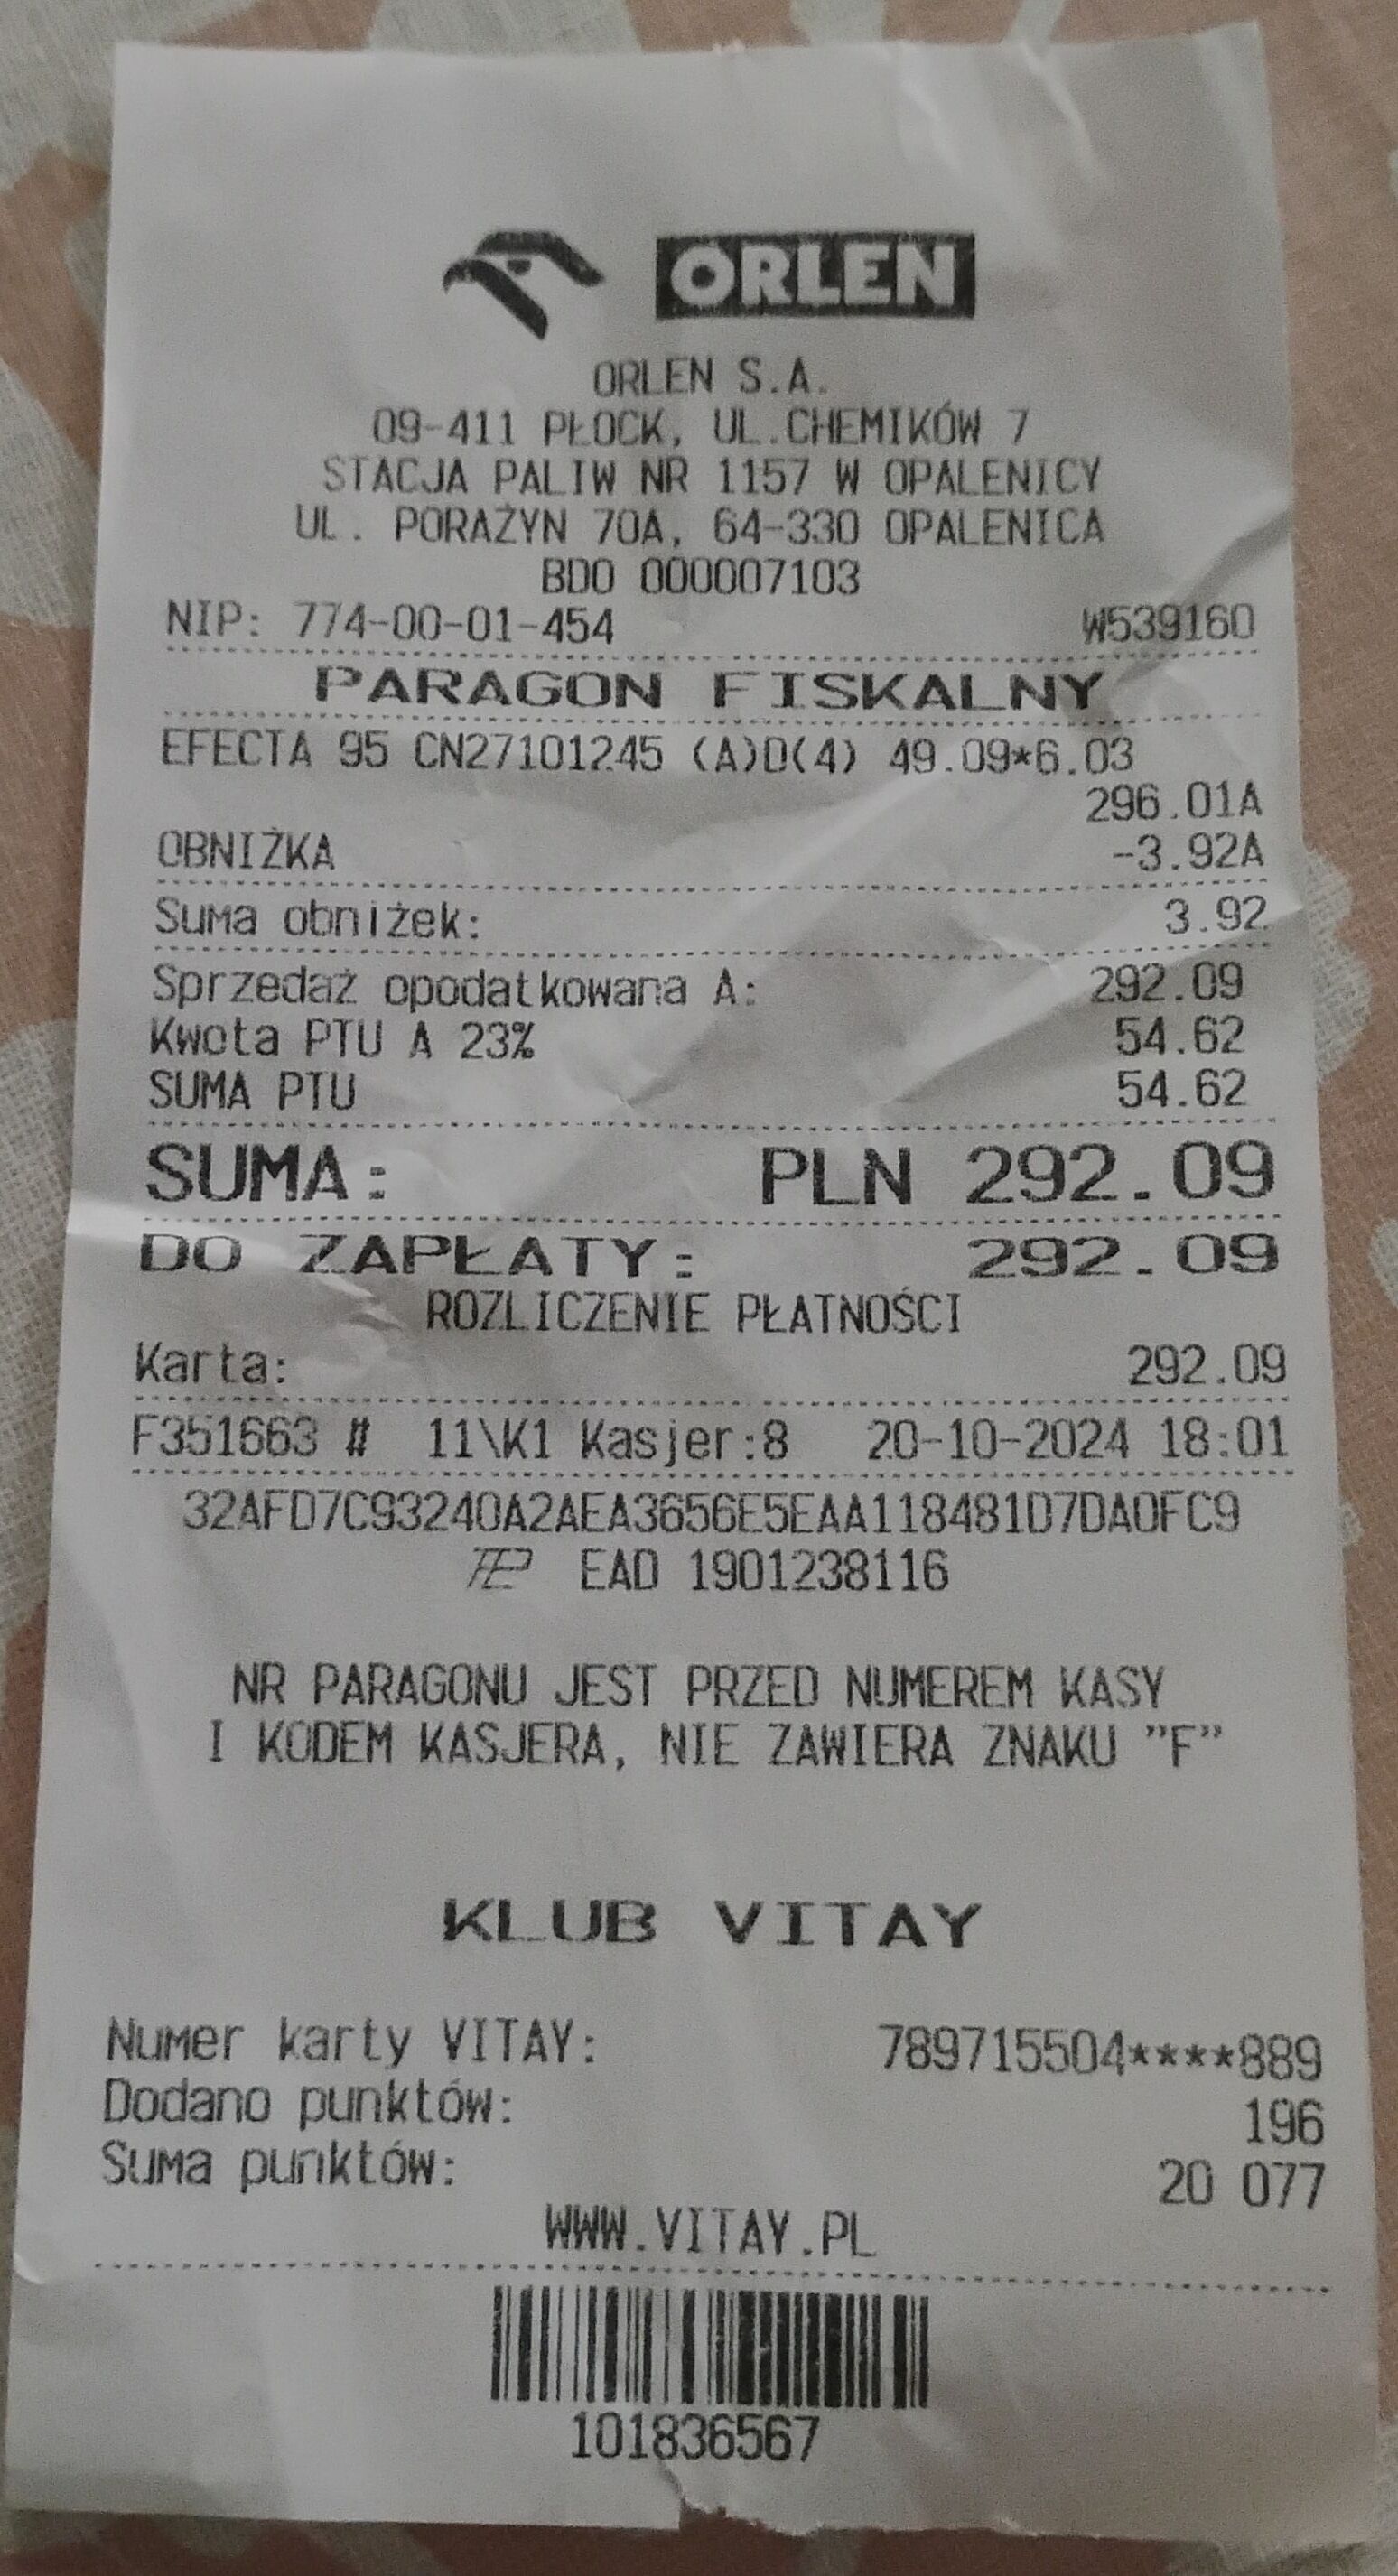 ORLEN
ORLEN S.A.
09-411 PŁOCK, UL.CHEMIKÓW 7
STACJA PALIW NR 1157 W OPALENICY
UL. PORAŻYN 70A, 64-330 OPALENICA
BDO 000007103
NIP: 774-00-01-454 W539160
PARAGON FISKALNY
EFECTA 95 CN27101245 (A)D(4) 49.09*6.03
296.01A
OBNIŻKA -3.92A
Suma obniżek: 3.92
Sprzedaż opodatkowana A: 292.09
Kwota PTU A 23% 54.62
SUMA PTU 54.62
SUMA: PLN 292.09
DO ZAPŁATY: 292.09
ROZLICZENIE PŁATNOŚCI
Karta: 292.09
F351663 # 11\K1 Kasjer:8 20-10-2024 18:01
32AFD7C93240A2AEA3656E5EAA118481D7DA0FC9
EAD 1901238116
NR PARAGONU JEST PRZED NUMEREM KASY
I KODEM KASJERA, NIE ZAWIERA ZNAKU "F"
KLUB VITAY
Numer karty VITAY: 789715504****889
Dodano punktów: 196
Suma punktów: 20 077
WWW.VITAY.PL
101836567